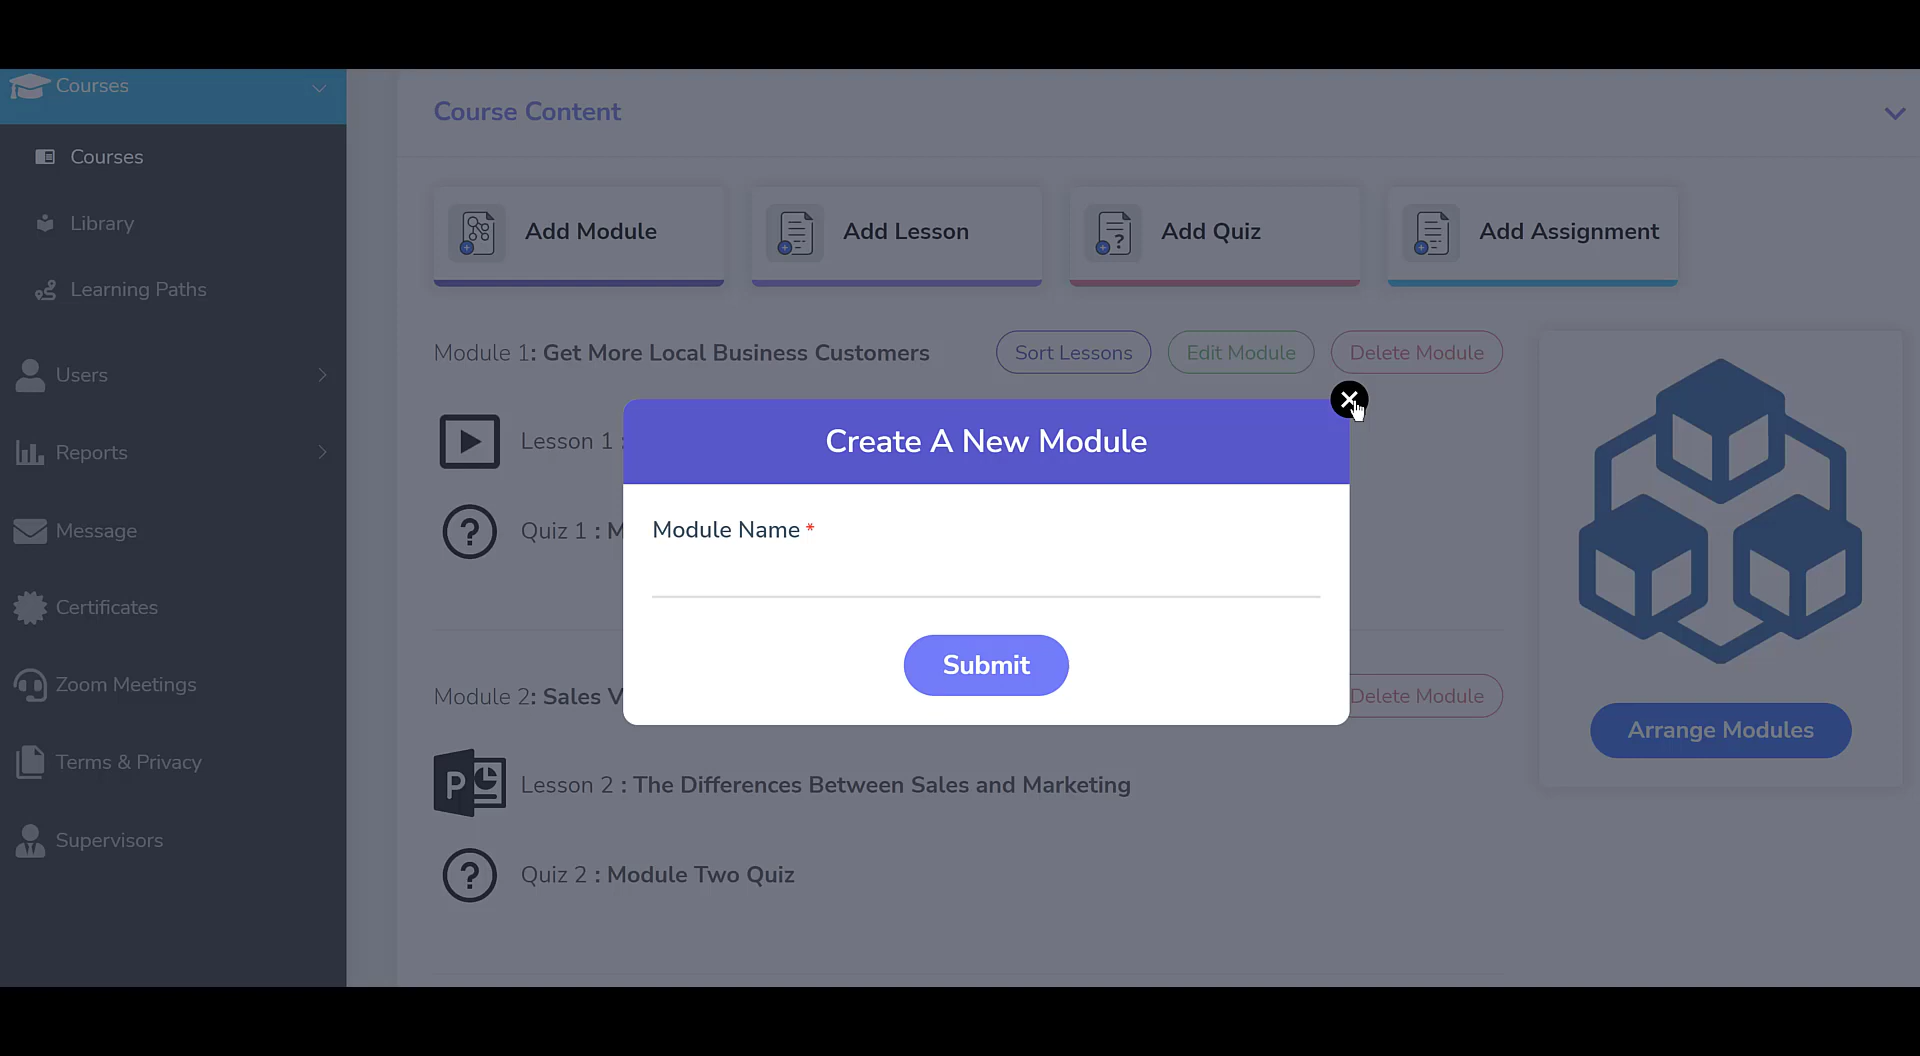 Courses
Courses
Library
Learning Paths
Users
Reports
Message
Certificates
Zoom Meetings
Terms & Privacy
Supervisors
Course Content
Add Module
Add Lesson
? Add Quiz
Add Assignment
Module 1: Get More Local Business Customers
Sort Lessons
Edit Module
Delete Module
Lesson 1 :
? Quiz 1 : M
Create A New Module
Module Name *
Submit
Module 2: Sales V
Delete Module
P Lesson 2 : The Differences Between Sales and Marketing
? Quiz 2 : Module Two Quiz
Arrange Modules